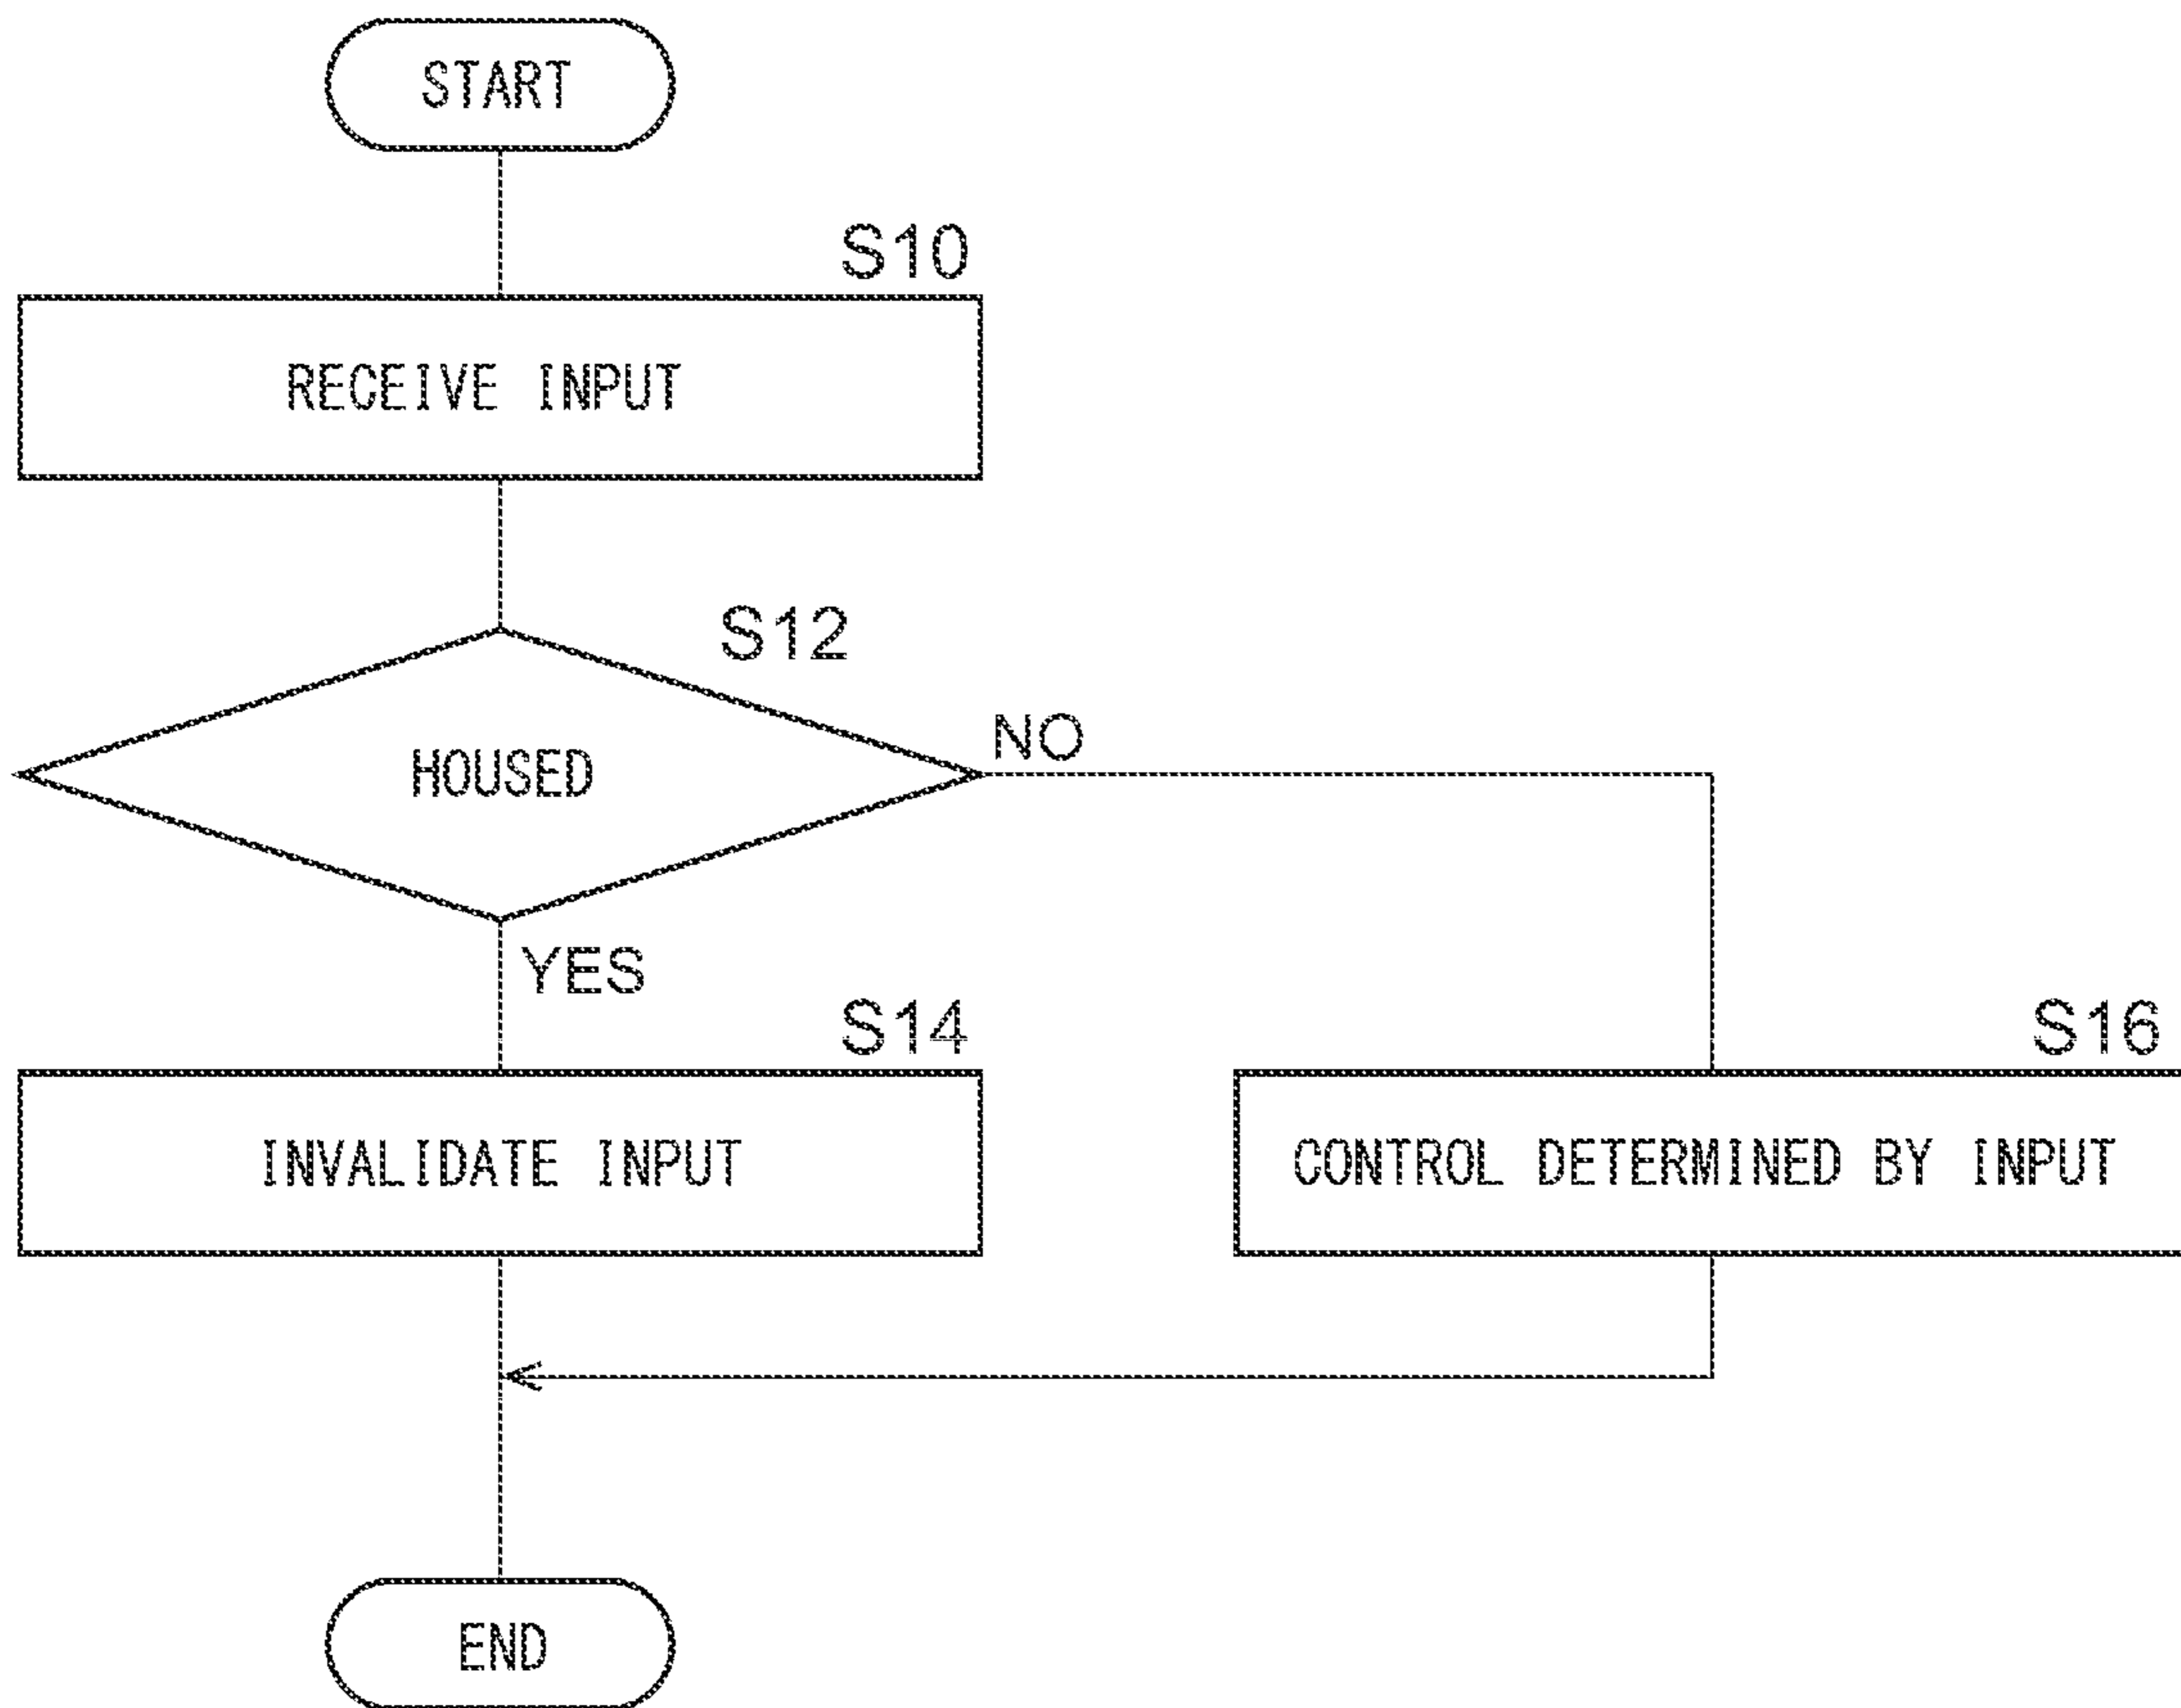 START
S10
RECEIVE INPUT
S12
HOUSED
NO
YES
S14
INVALIDATE INPUT
S16
CONTROL DETERMINED BY INPUT
END